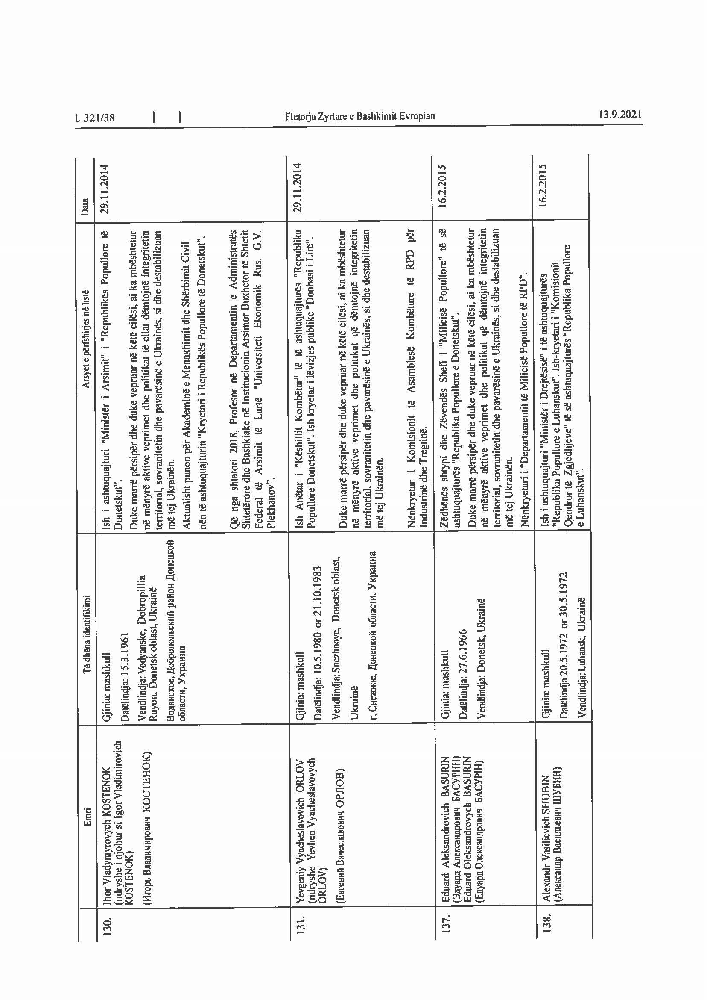 L 321/38
Fletorja Zyrtare e Bashkimit Evropian
13.9.2021
Emri
Të dhëna identifikimi
Arsyet e përfshirjes në listë
Data
130.
Ihor Vladymyrovych KOSTENOK
(ndryshe i njohur si Igor Vladimirovich
KOSTENOK)
(Игорь Владимирович КОСТЕНОК)
Gjinia: mashkull
Datëlindja: 15.3.1961
Vendlindja: Vodyanske, Dobropillia
Rayon, Donetsk oblast, Ukrainë
Водянское, Добропольский район Донецкой
области, Украина
Ish i ashtuquajturi "Ministër i Arsimit" i "Republikës Popullore të
Donetskut".
Duke marrë përsipër dhe duke vepruar në këtë cilësi, ai ka mbështetur
në mënyrë aktive veprimet dhe politikat të cilat dëmtojnë integritetin
territorial, sovranitetin dhe pavarësinë e Ukrainës, si dhe destabilizuan
më tej Ukrainën.
Aktualisht punon për Akademinë e Menaxhimit dhe Shërbimit Civil
nën të ashtuquajturin "Kryetari i Republikës Popullore të Donetskut".
Që nga shtatori 2018, Profesor në Departamentin e Administratës
Shtetërore dhe Bashkiake në Institucionin Arsimor Buxhetor të Shtetit
Federal të Arsimit të Lartë "Universiteti Ekonomik Rus. G.V.
Plekhanov".
29.11.2014
131.
Yevgeniy Vyacheslavovich ORLOV
(ndryshe Yevhen Vyacheslavovych
ORLOV)
(Евгений Вячеславович ОРЛОВ)
Gjinia: mashkull
Datëlindja: 10.5.1980 or 21.10.1983
Vendlindja: Snezhnoye, Donetsk oblast,
Ukrainë
г. Снежное, Донецкой области, Украина
Ish Anëtar i "Këshillit Kombëtar" të të ashtuquajturës "Republika
Popullore Donetskut". Ish kryetar i lëvizjes publike "Donbasi i Lirë".
Duke marrë përsipër dhe duke vepruar në këtë cilësi, ai ka mbështetur
në mënyrë aktive veprimet dhe politikat që dëmtojnë integritetin
territorial, sovranitetin dhe pavarësinë e Ukrainës, si dhe destabilizuan
më tej Ukrainën.
Nënkryetar i Komisionit të Asamblesë Kombëtare të RPD për
Industrinë dhe Tregtinë.
29.11.2014
137.
Eduard Aleksandrovich BASURIN
(Эдуард Александрович БАСУРИН)
Eduard Oleksandrovych BASURIN
(Едуард Олександрович БАСУРІН)
Gjinia: mashkull
Datëlindja: 27.6.1966
Vendlindja: Donetsk, Ukrainë
Zëdhënës shtypi dhe Zëvendës Shefi i "Milicisë Popullore" të së
ashtuquajturës "Republika Popullore e Donetskut".
Duke marrë përsipër dhe duke vepruar në këtë cilësi, ai ka mbështetur
në mënyrë aktive veprimet dhe politikat që dëmtojnë integritetin
territorial, sovranitetin dhe pavarësinë e Ukrainës, si dhe destabilizuan
më tej Ukrainën.
Nënkryetari i "Departamentit të Milicisë Popullore të RPD".
16.2.2015
138.
Alexandr Vasilievich SHUBIN
(Александр Васильевич ШУБИН)
Gjinia: mashkull
Datëlindja 20.5.1972 or 30.5.1972
Vendlindja: Luhansk, Ukrainë
Ish i ashtuquajturi "Ministër i Drejtësisë" i të ashtuquajturës
"Republika Popullore e Luhanskut". Ish-kryetari i "Komisionit
Qendror të Zgjedhjeve" të së ashtuquajturës "Republika Popullore
e Luhanskut".
16.2.2015